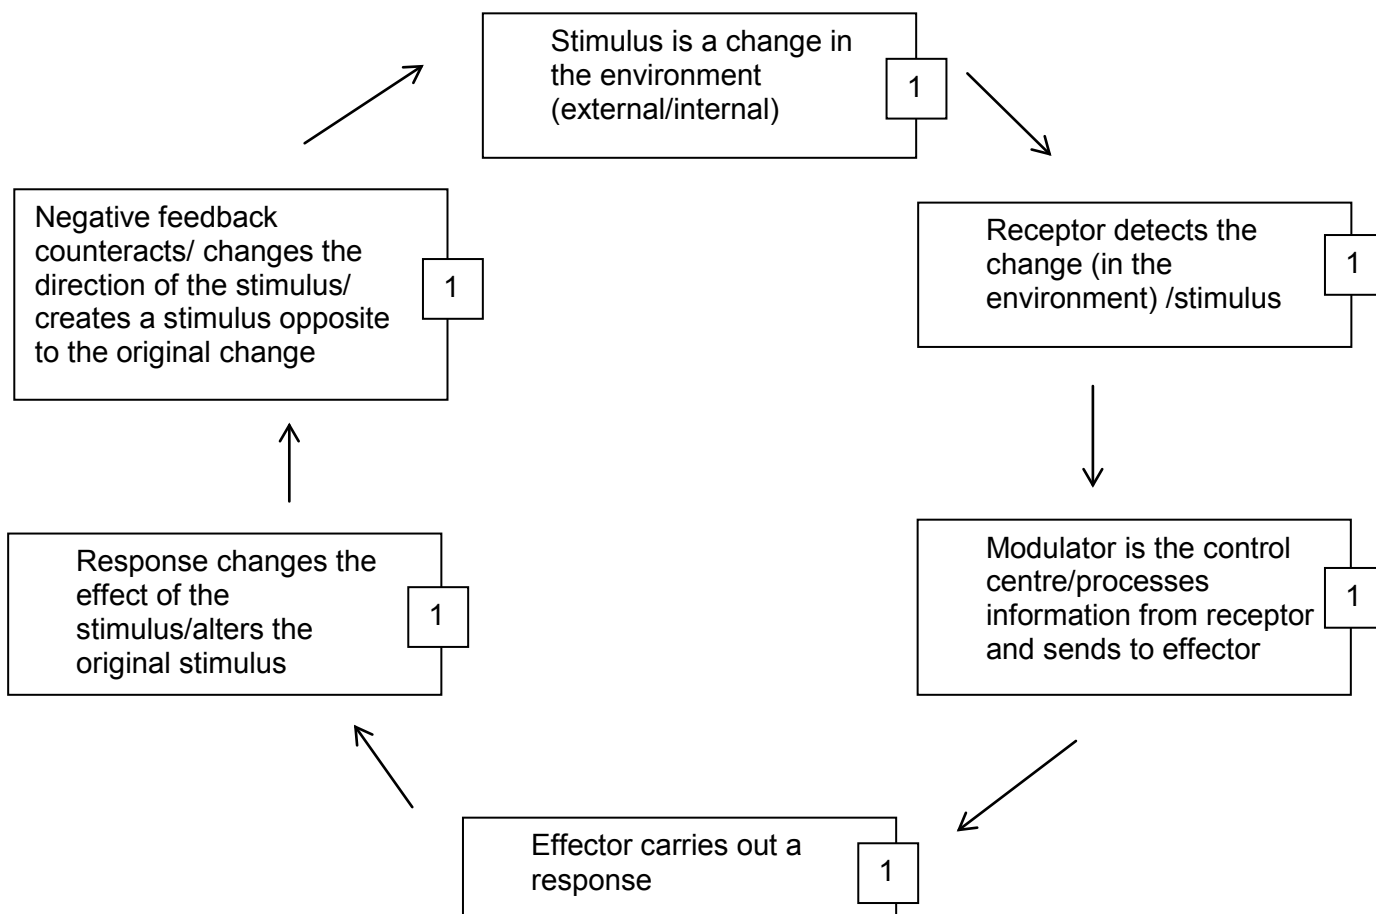 Stimulus is a change in
the environment
(external/internal)
1
Receptor detects the
change (in the
environment) /stimulus
1
Modulator is the control
centre/processes
information from receptor
and sends to effector
1
Effector carries out a
response
1
Response changes the
effect of the
stimulus/alters the
original stimulus
1
Negative feedback
counteracts/ changes the
direction of the stimulus/
creates a stimulus opposite
to the original change
1